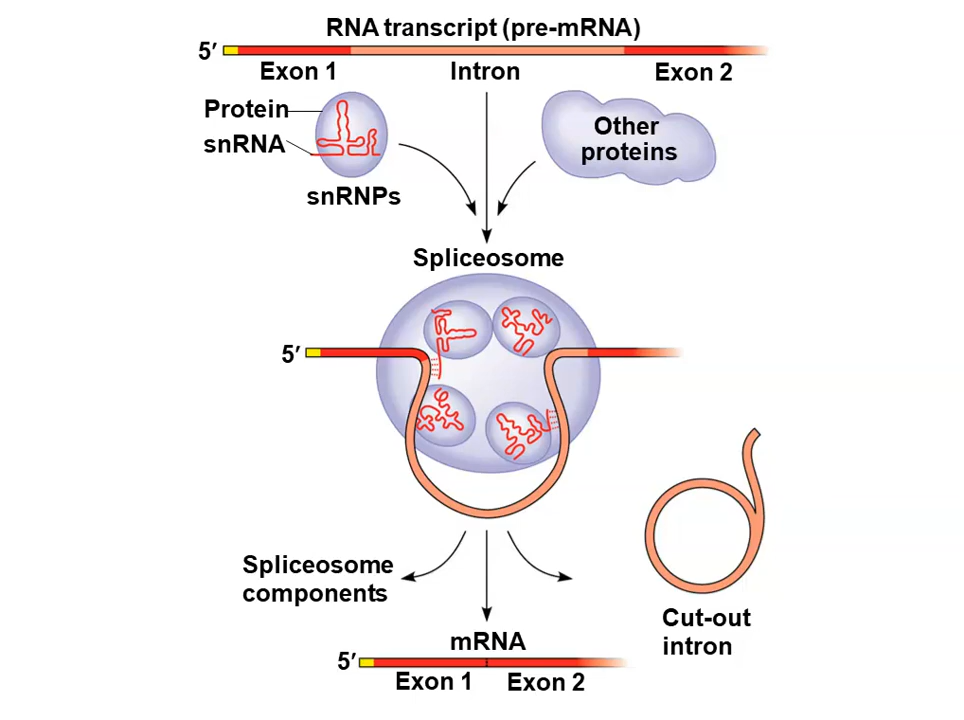 RNA transcript (pre-mRNA)
5′
Exon 1
Intron
Exon 2
Protein
snRNA
snRNPs
Other
proteins
Spliceosome
5′
Spliceosome
components
Cut-out
intron
mRNA
5′
Exon 1
Exon 2